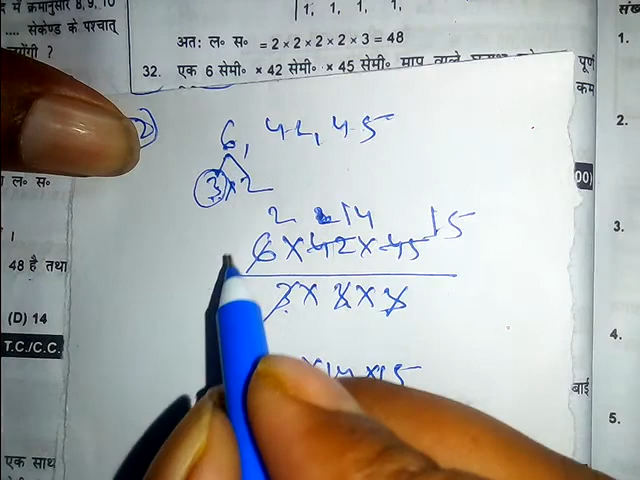 द में क्रमानुसार 8, 9, 10
.... सेकेण्ड के पश्चात्
ल० स०
।
48 है तथा
(D) 14
T.C./C.C.
एक साथ
1, 1, 1, 1,
अतः ल० स० = 2 × 2 × 2 × 2 × 3 = 48
32. एक 6 सेमी० × 42 सेमी० × 45 सेमी० माप वाले
6, 42, 45
3 × 2
2 14 15
6 × 42 × 45
3 × 3 × 3
× 14 × 15
पूर्ण
कम
00)
बाई
संख
1.
2.
3.
4.
5.